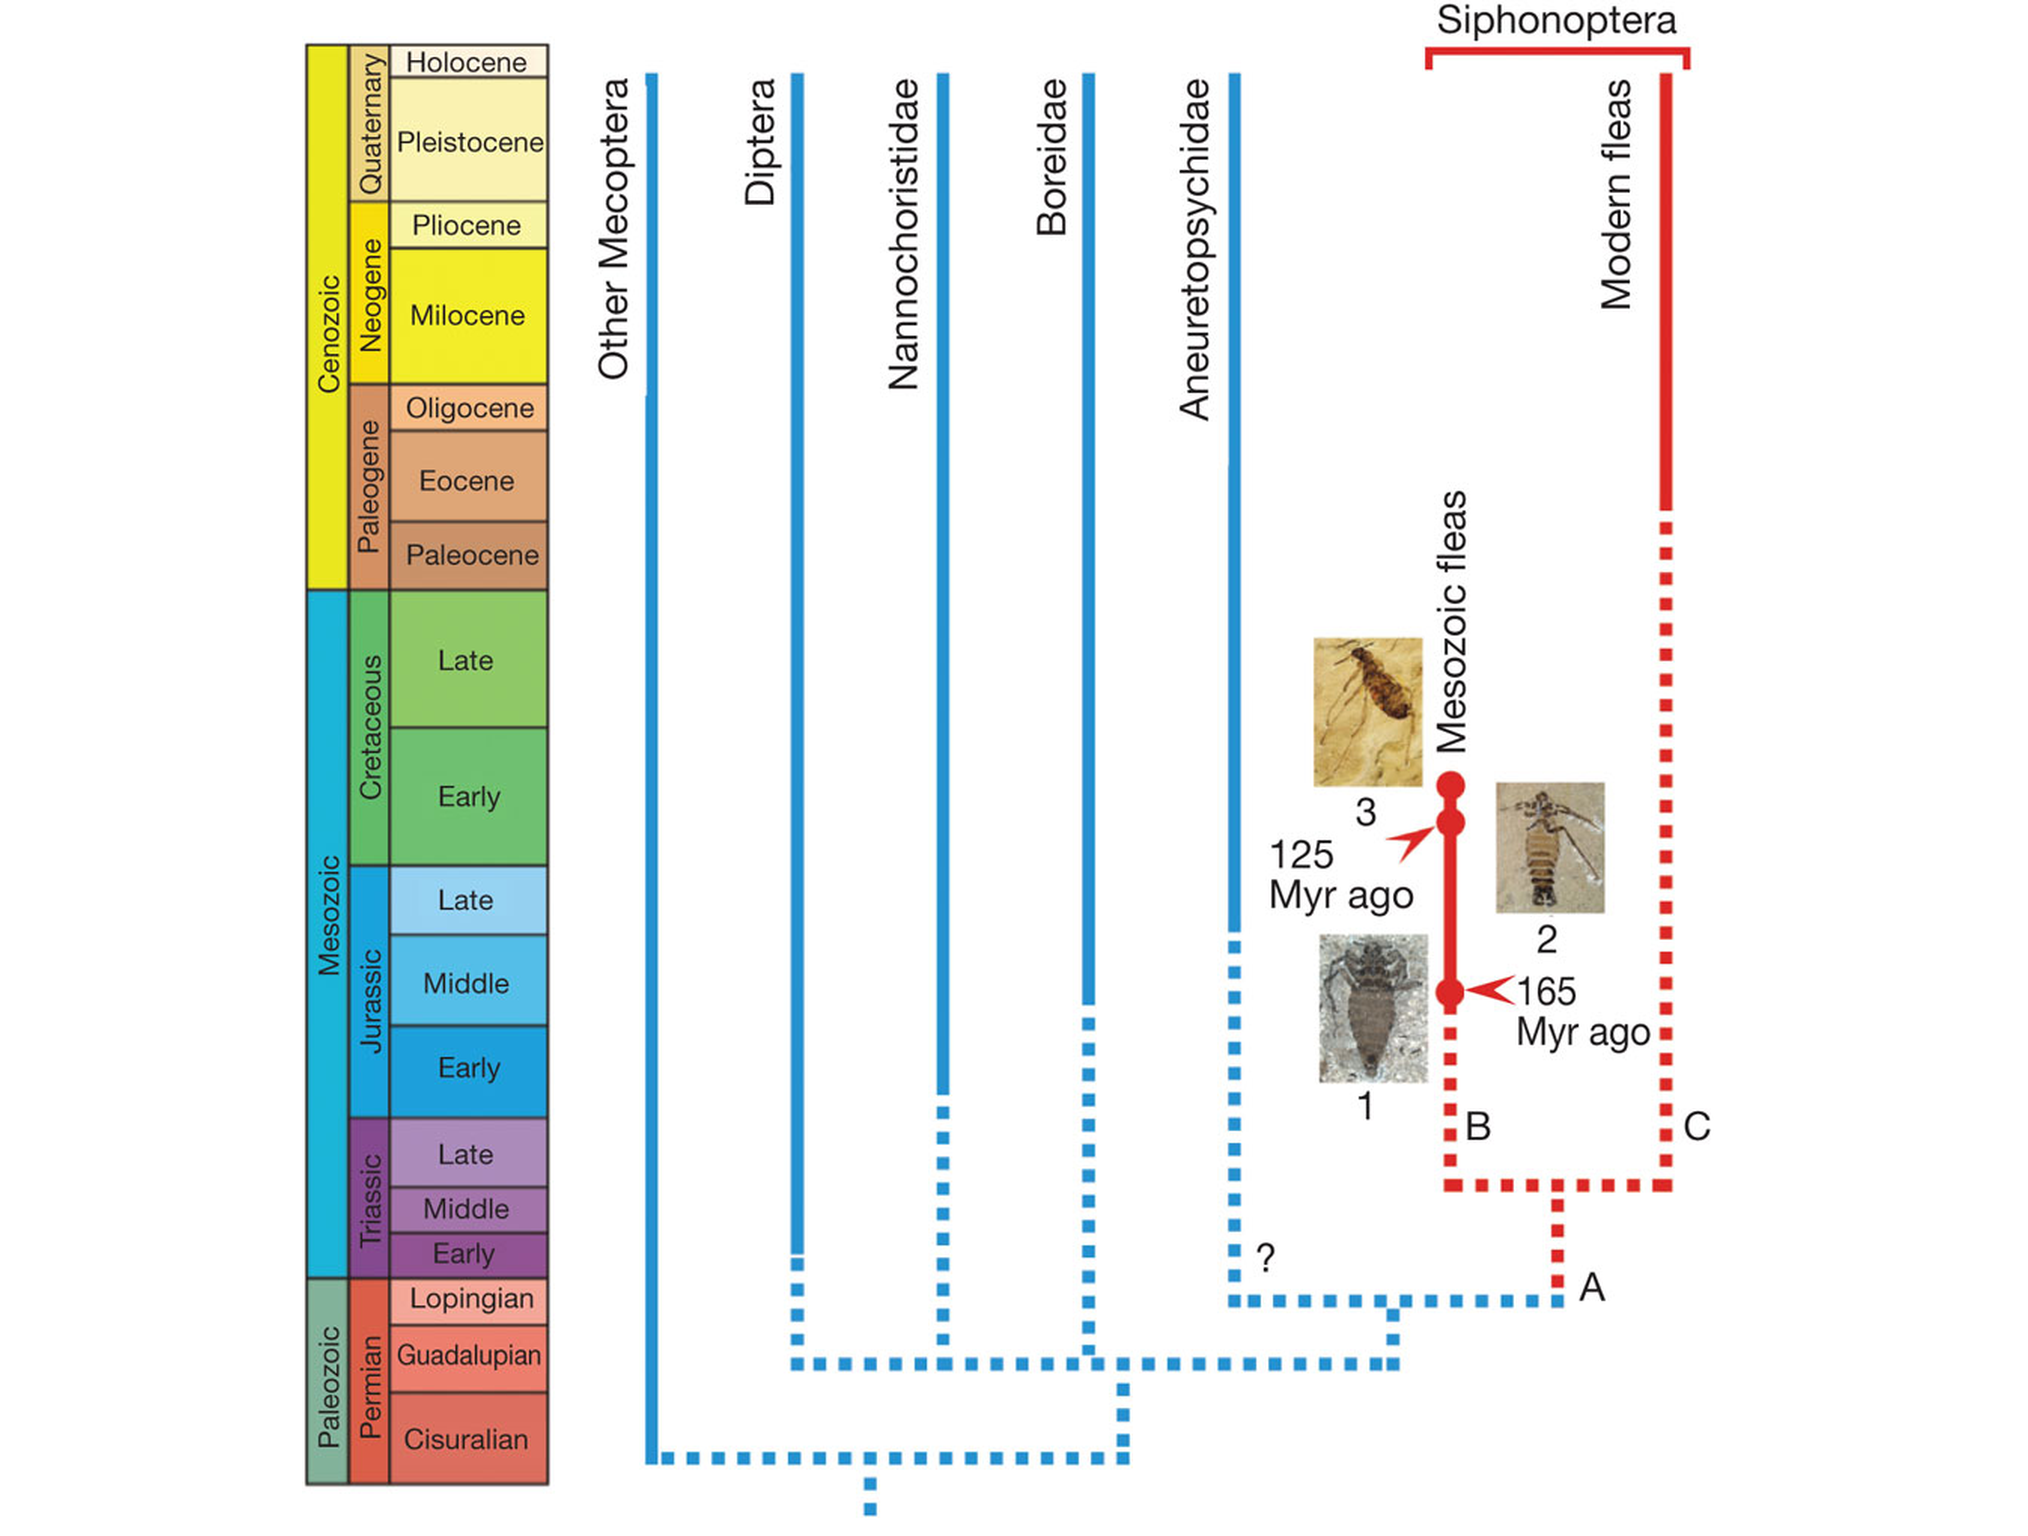 Siphonoptera
Cenozoic
Quaternary
Holocene
Pleistocene
Neogene
Pliocene
Milocene
Paleogene
Oligocene
Eocene
Paleocene
Mesozoic
Cretaceous
Late
Early
Jurassic
Late
Middle
Early
Triassic
Late
Middle
Early
Paleozoic
Permian
Lopingian
Guadalupian
Cisuralian
Other Mecoptera
Diptera
Nannochoristidae
Boreidae
Aneuretopsychidae
Mesozoic fleas
Modern fleas
3
125
Myr ago
2
165
Myr ago
1
B
C
?
A